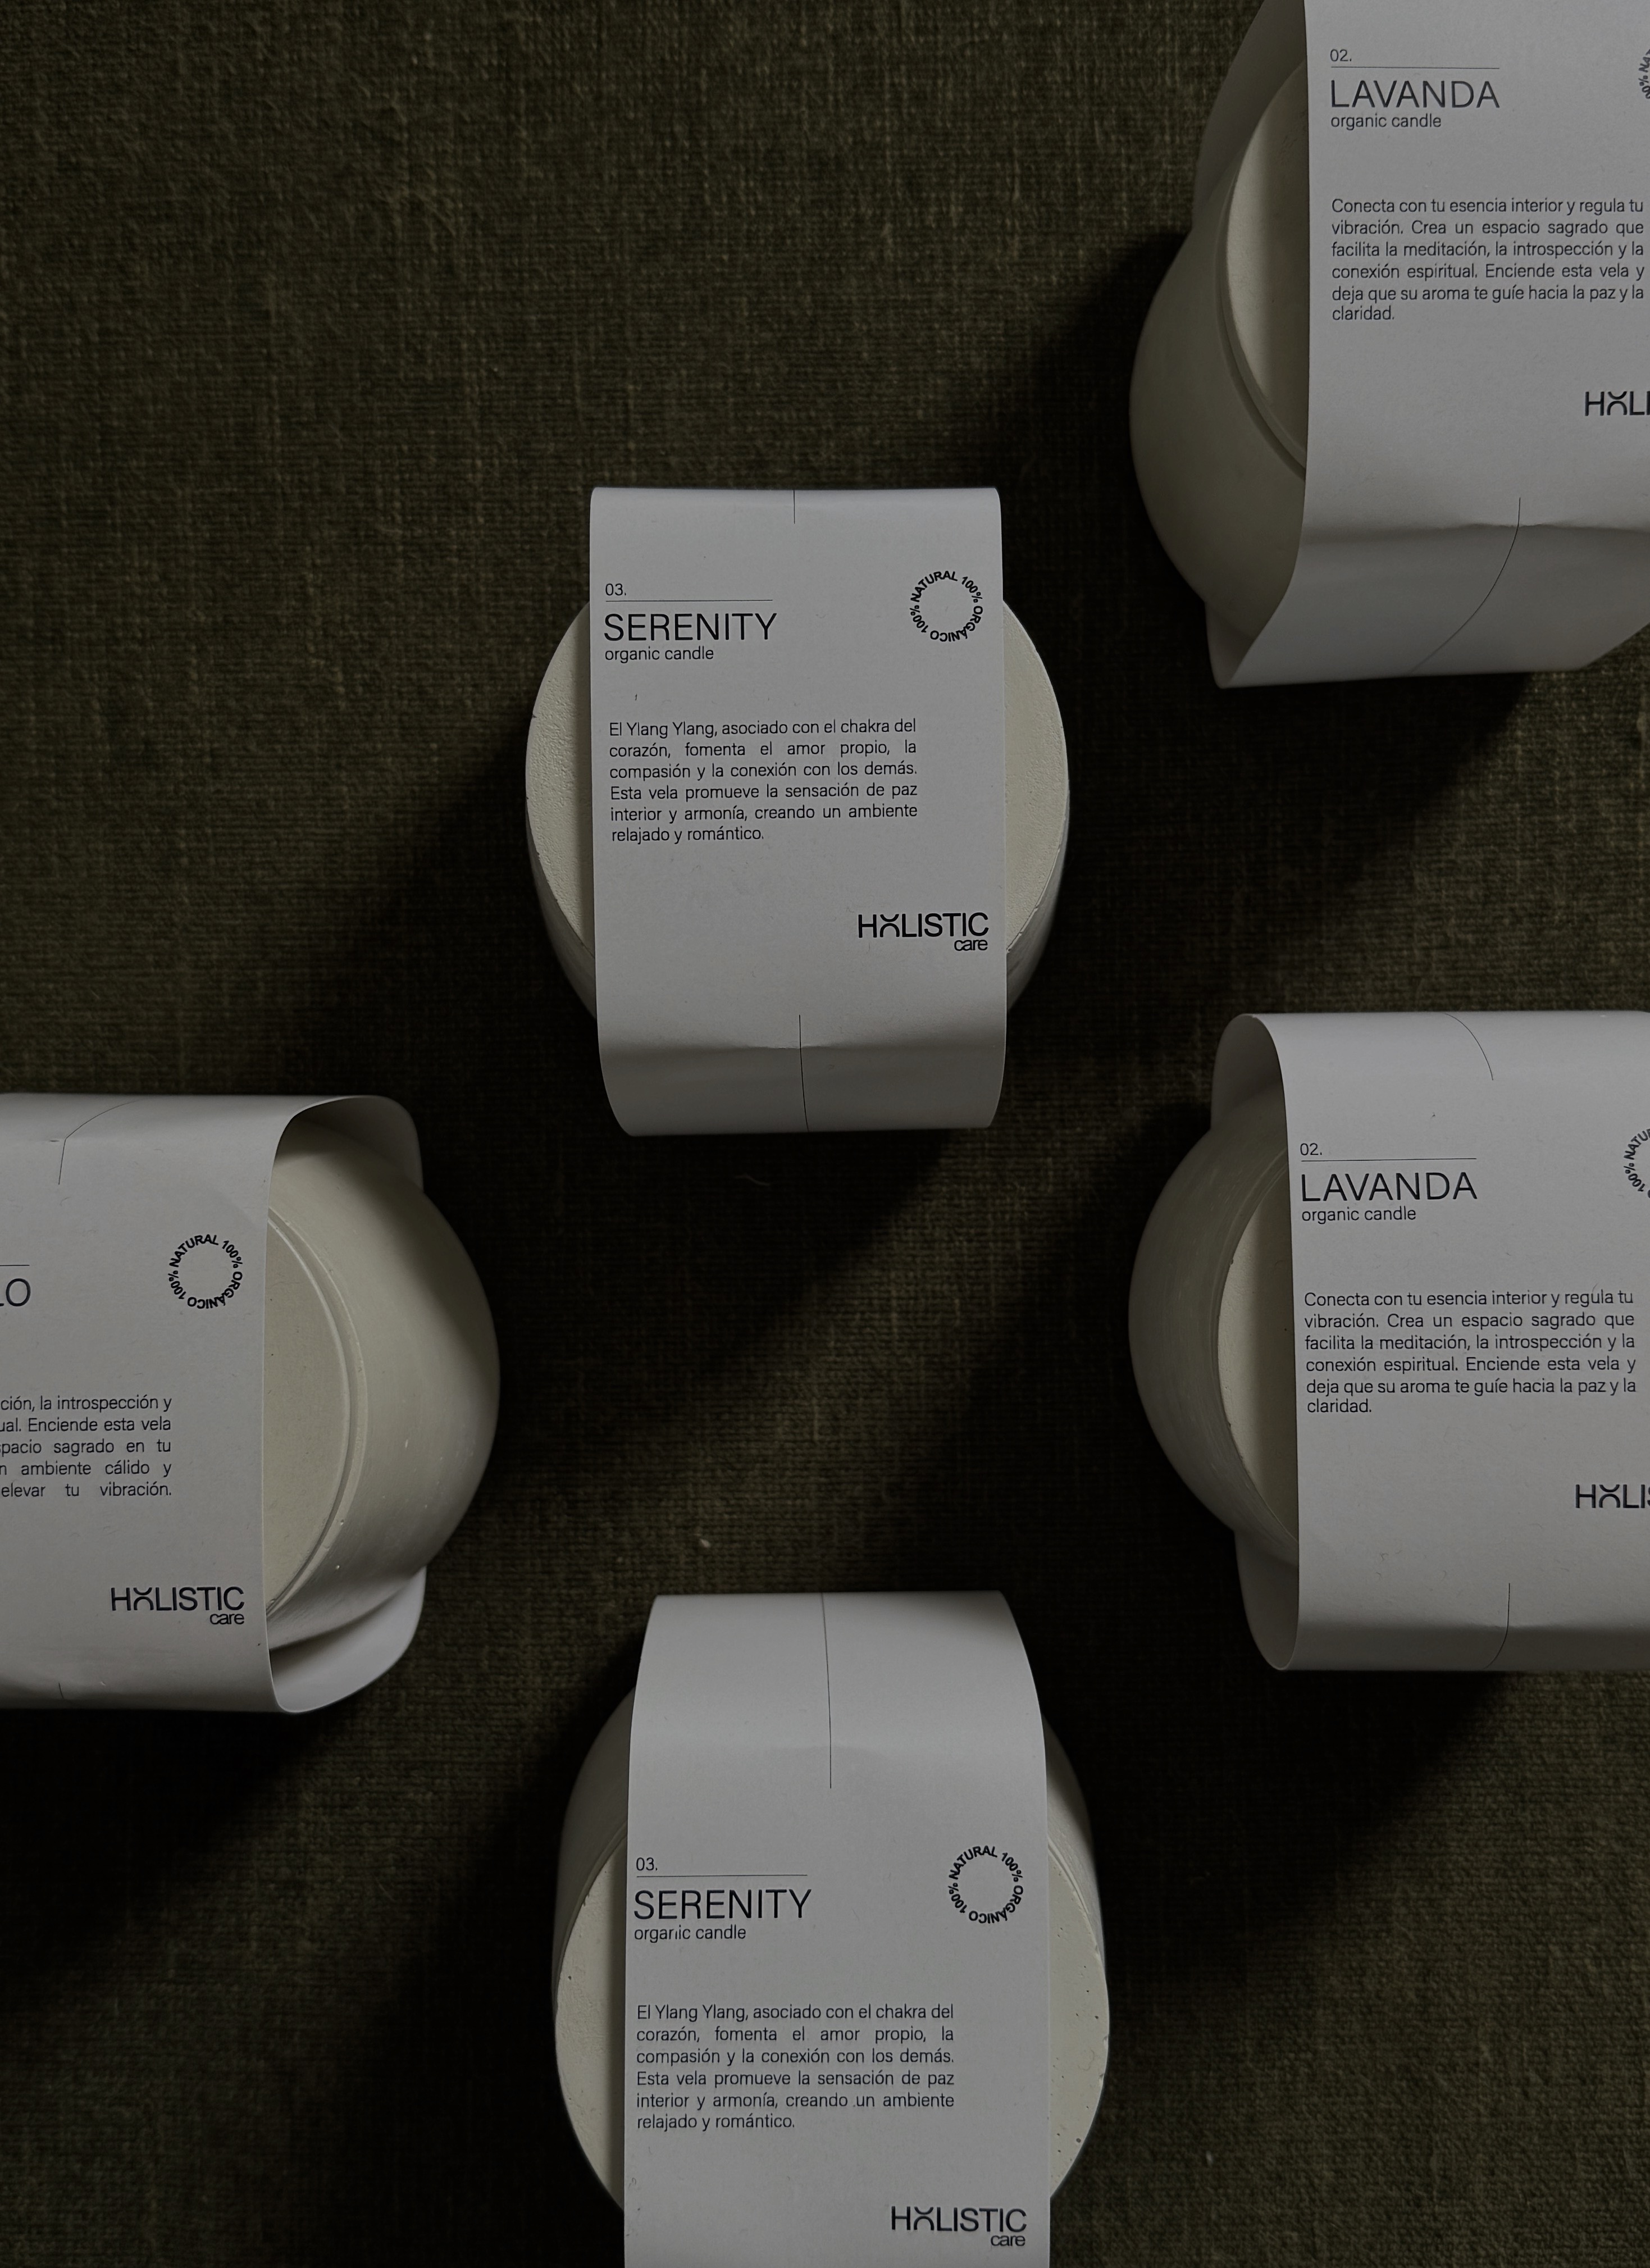 02.
LAVANDA
organic candle
Conecta con tu esencia interior y regula tu
vibración. Crea un espacio sagrado que
facilita la meditación, la introspección y la
conexión espiritual. Enciende esta vela y
deja que su aroma te guíe hacia la paz y la
claridad.
HOLI
03.
SERENITY
organic candle
100% NATURAL 100% ORGÁNICO
El Ylang Ylang, asociado con el chakra del
corazón, fomenta el amor propio, la
compasión y la conexión con los demás.
Esta vela promueve la sensación de paz
interior y armonía, creando un ambiente
relajado y romántico.
HOLISTIC
care
LO
100% NATURAL 100% ORGÁNICO
ción, la introspección y
ual. Enciende esta vela
spacio sagrado en tu
n ambiente cálido y
elevar tu vibración.
HOLISTIC
care
02.
LAVANDA
organic candle
100% NATU
Conecta con tu esencia interior y regula tu
vibración. Crea un espacio sagrado que
facilita la meditación, la introspección y la
conexión espiritual. Enciende esta vela y
deja que su aroma te guíe hacia la paz y la
claridad.
HOLIS
03.
SERENITY
organic candle
100% NATURAL 100% ORGÁNICO
El Ylang Ylang, asociado con el chakra del
corazón, fomenta el amor propio, la
compasión y la conexión con los demás.
Esta vela promueve la sensación de paz
interior y armonía, creando un ambiente
relajado y romántico.
HOLISTIC
care